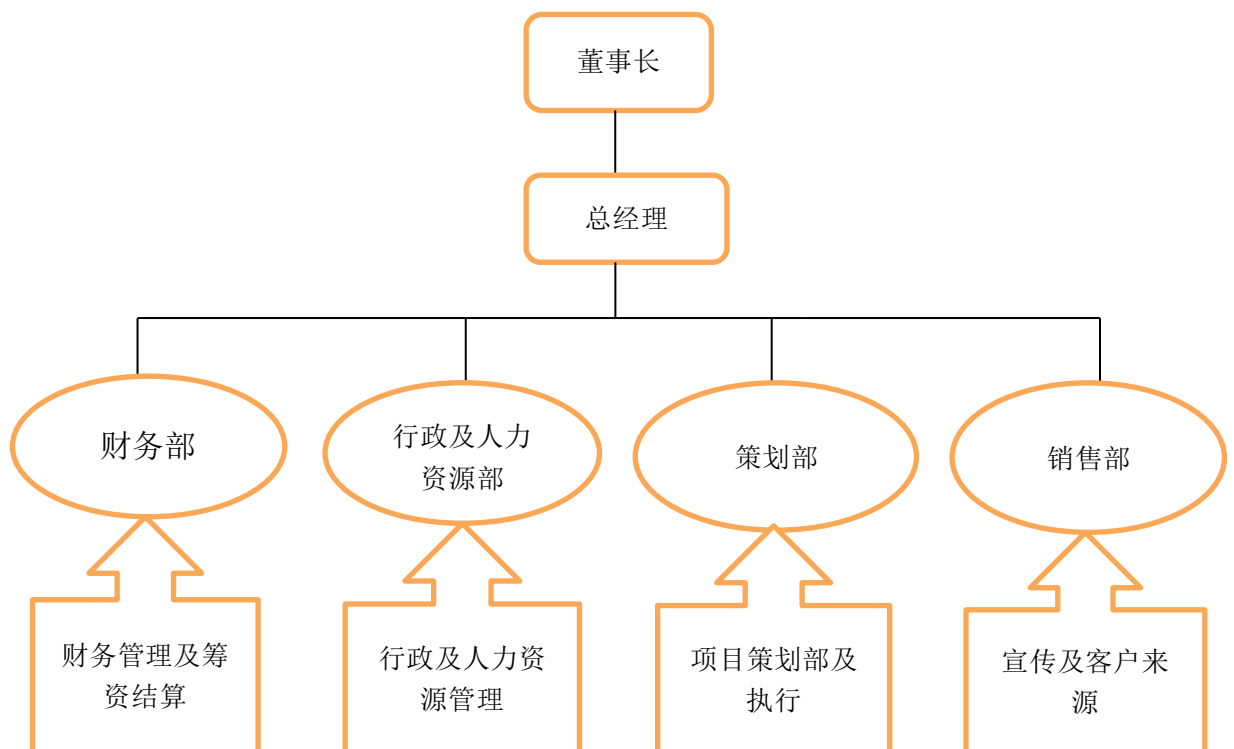 董事长
总经理
财务部
行政及人力
资源部
策划部
销售部
财务管理及筹
资结算
行政及人力资
源管理
项目策划部及
执行
宣传及客户来
源